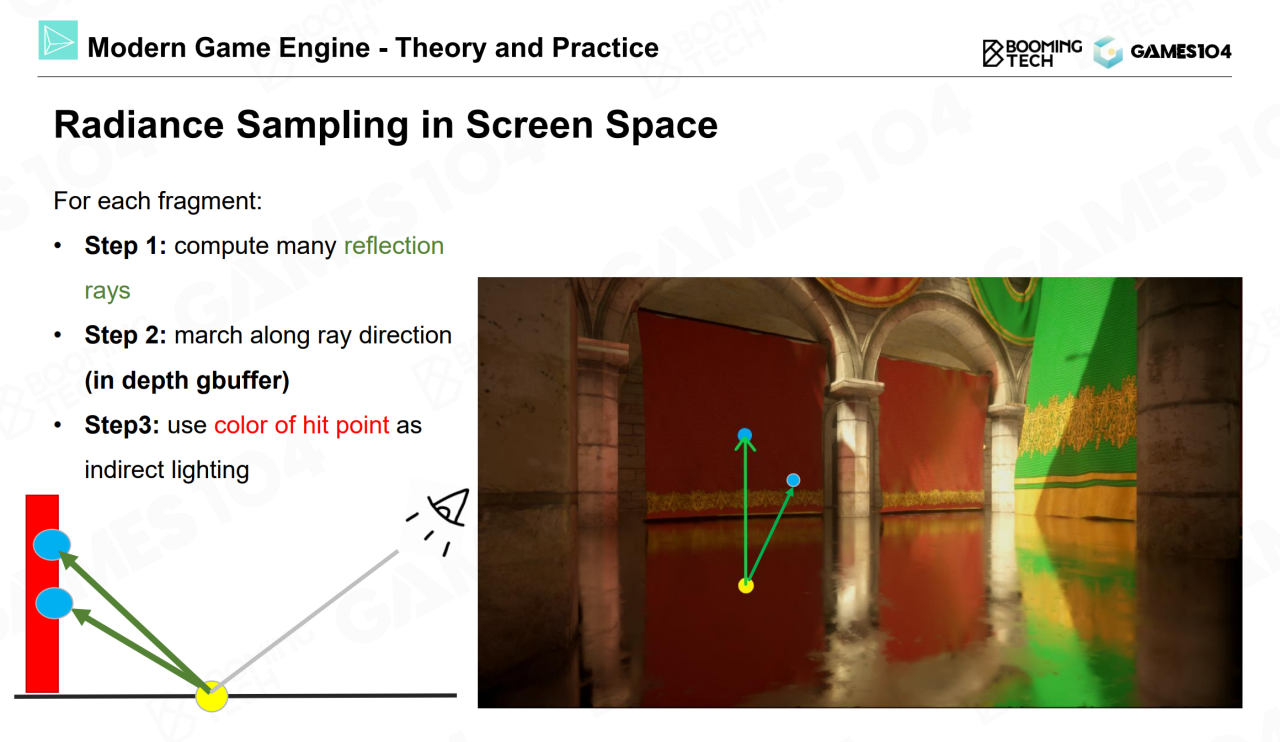 Modern Game Engine - Theory and Practice
BOOMING
TECH
GAMES104
Radiance Sampling in Screen Space
For each fragment:
• Step 1: compute many reflection
rays
• Step 2: march along ray direction
(in depth gbuffer)
• Step3: use color of hit point as
indirect lighting